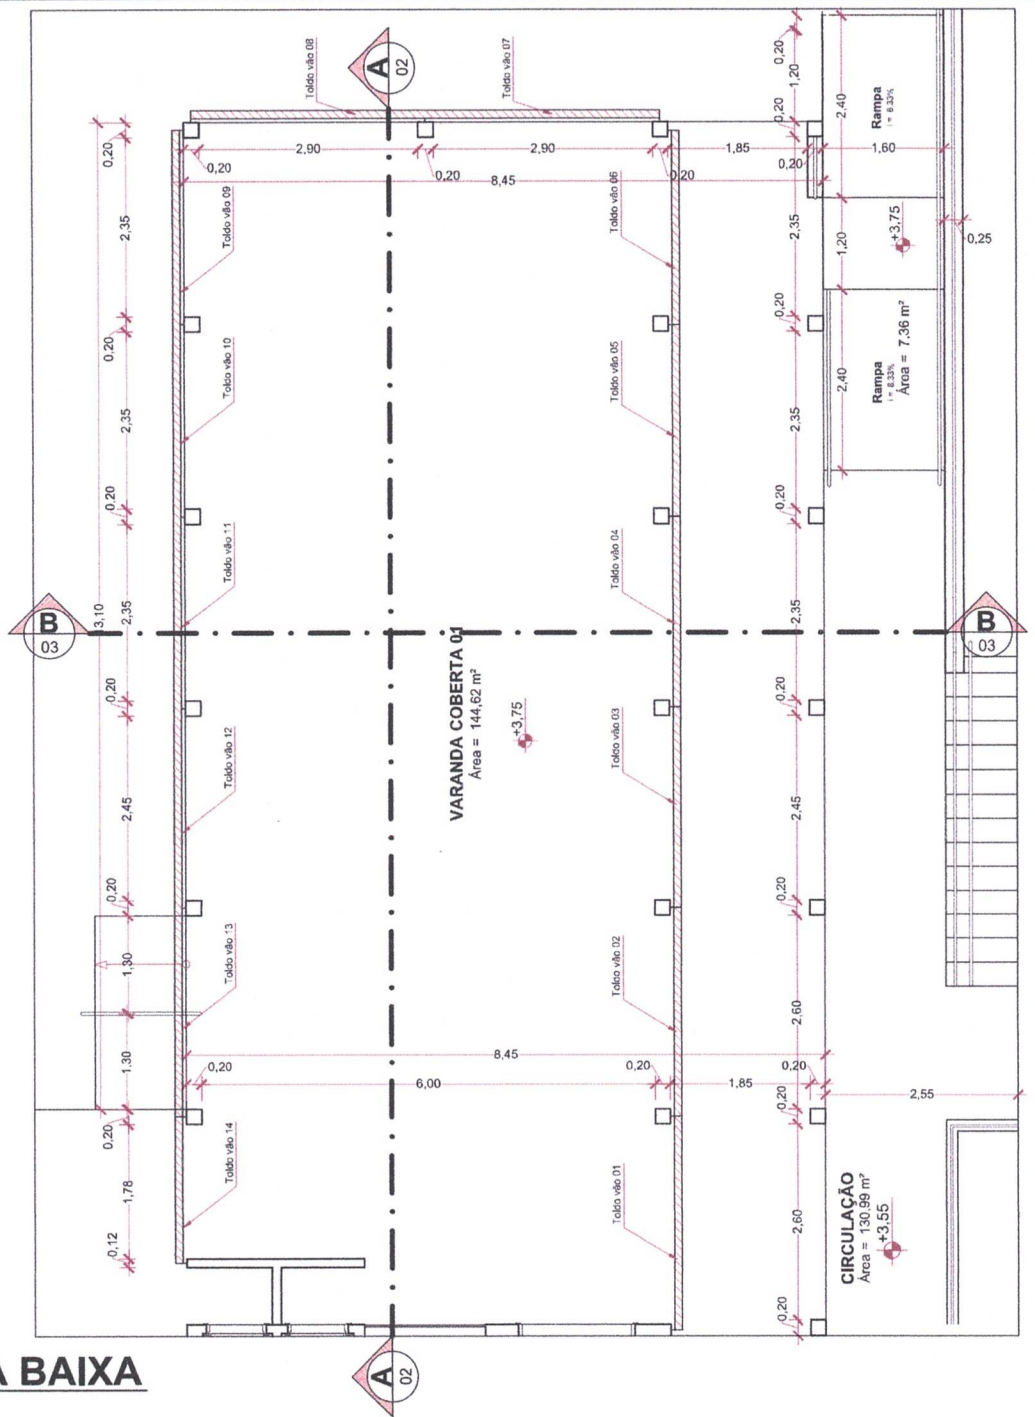 Toldo vão 08
Toldo vão 07
A
02
0,20
1,20
0,20
2,40
Rampa
i = 8.33%
0,20
2,90
2,90
1,85
0,20
1,60
0,20
0,20
8,45
0,20
Toldo vão 09
Toldo vão 06
2,35
2,35
1,20
+3,75
0,25
0,20
0,20
Toldo vão 10
Toldo vão 05
2,35
2,35
2,40
Rampa
i = 8.33%
Área = 7,36 m²
0,20
0,20
Toldo vão 11
Toldo vão 04
B
03
3,10
2,35
2,35
B
03
0,20
0,20
VARANDA COBERTA 01
Área = 144,62 m²
+3,75
Toldo vão 12
Toldo vão 03
2,45
2,45
0,20
0,20
1,30
Toldo vão 13
Toldo vão 02
2,60
8,45
1,30
0,20
6,00
0,20
1,85
0,20
2,55
0,20
0,20
Toldo vão 14
Toldo vão 01
1,78
2,60
CIRCULAÇÃO
Área = 130,99 m²
+3,55
0,12
0,20
A
02
A BAIXA